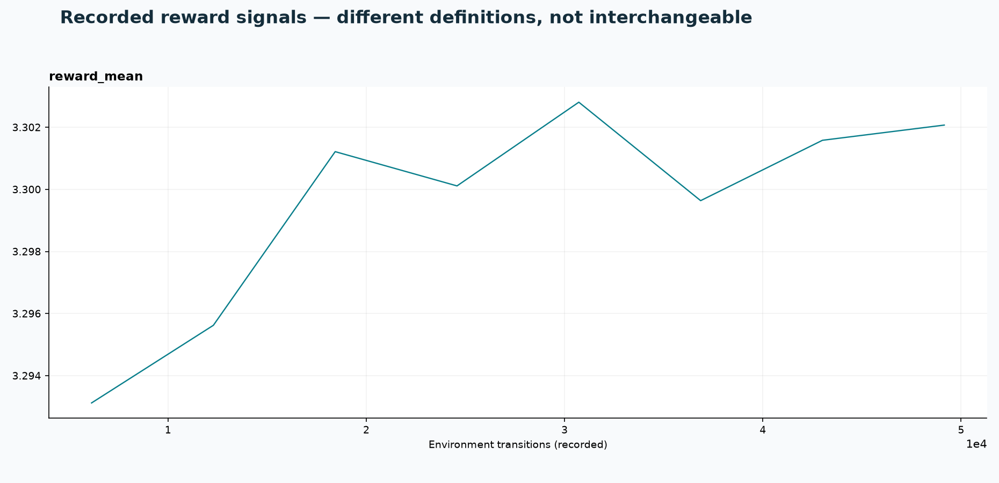 Recorded reward signals — different definitions, not interchangeable
reward_mean
3.302
3.300
3.298
3.296
3.294
1 2 3 4 5
Environment transitions (recorded)
1e4